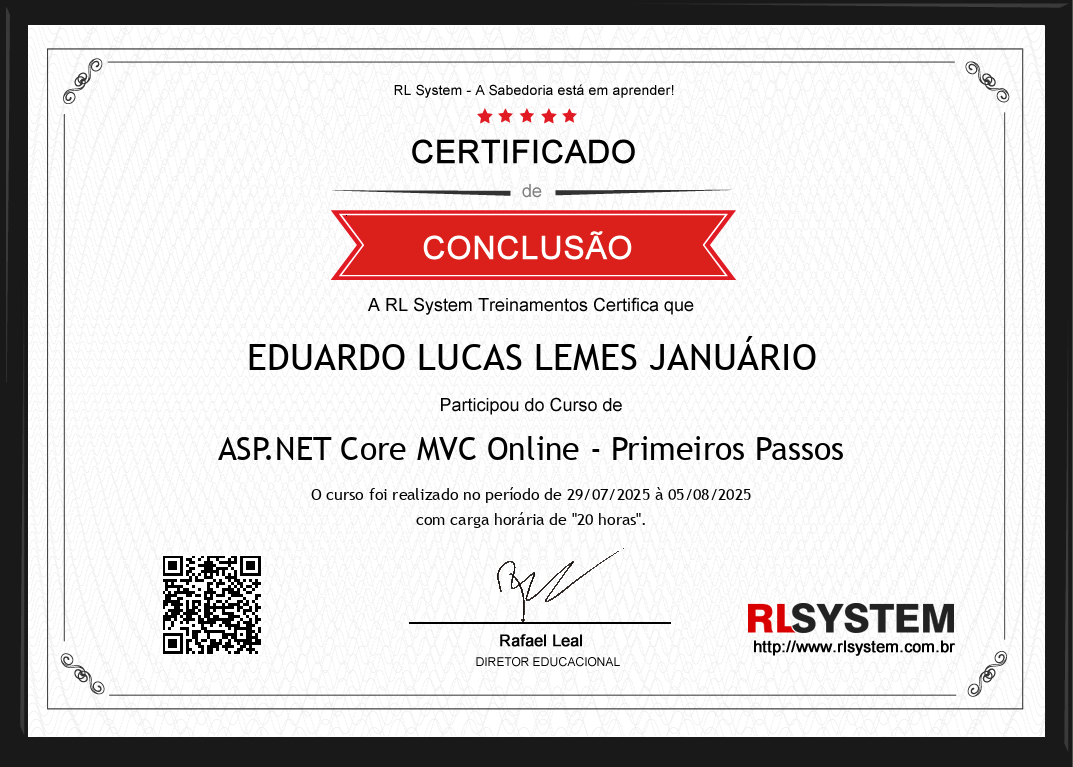 RL System - A Sabedoria está em aprender!
CERTIFICADO
de
CONCLUSÃO
A RL System Treinamentos Certifica que
EDUARDO LUCAS LEMES JANUÁRIO
Participou do Curso de
ASP.NET Core MVC Online - Primeiros Passos
O curso foi realizado no período de 29/07/2025 à 05/08/2025
com carga horária de "20 horas".
Rafael Leal
DIRETOR EDUCACIONAL
RLSYSTEM
http://www.rlsystem.com.br